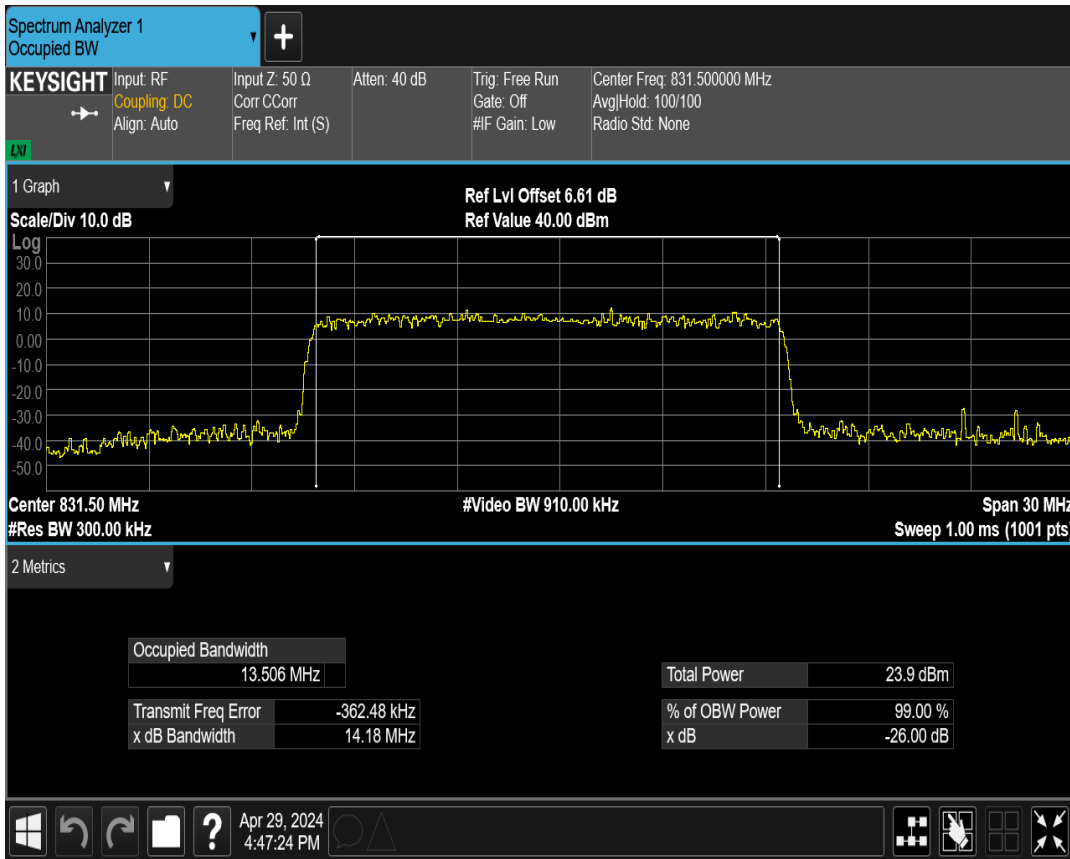 Spectrum Analyzer 1
Occupied BW
KEYSIGHT
LXI
Input: RF
Coupling: DC
Align: Auto
Input Z: 50 Ω
Corr CCorr
Freq Ref: Int (S)
Atten: 40 dB
Trig: Free Run
Gate: Off
#IF Gain: Low
Center Freq: 831.500000 MHz
Avg|Hold: 100/100
Radio Std: None
1 Graph
Ref Lvl Offset 6.61 dB
Scale/Div 10.0 dB
Ref Value 40.00 dBm
Log
30.0
20.0
10.0
0.00
-10.0
-20.0
-30.0
-40.0
-50.0
Center 831.50 MHz
#Video BW 910.00 kHz
Span 30 MHz
#Res BW 300.00 kHz
Sweep 1.00 ms (1001 pts)
2 Metrics
Occupied Bandwidth
13.506 MHz
Total Power 23.9 dBm
Transmit Freq Error -362.48 kHz
% of OBW Power 99.00 %
x dB Bandwidth 14.18 MHz
x dB -26.00 dB
?
Apr 29, 2024
4:47:24 PM